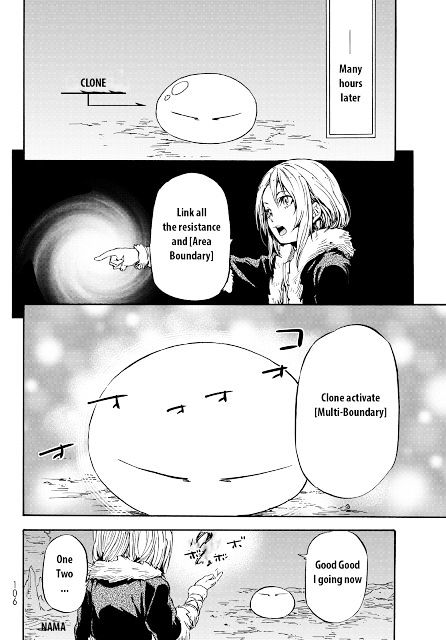 Many
hours
later
CLONE
Link all
the resistance
and [Area
Boundary]
Clone activate
[Multi-Boundary]
One
Two
...
Good Good
I going now
NAMA
106